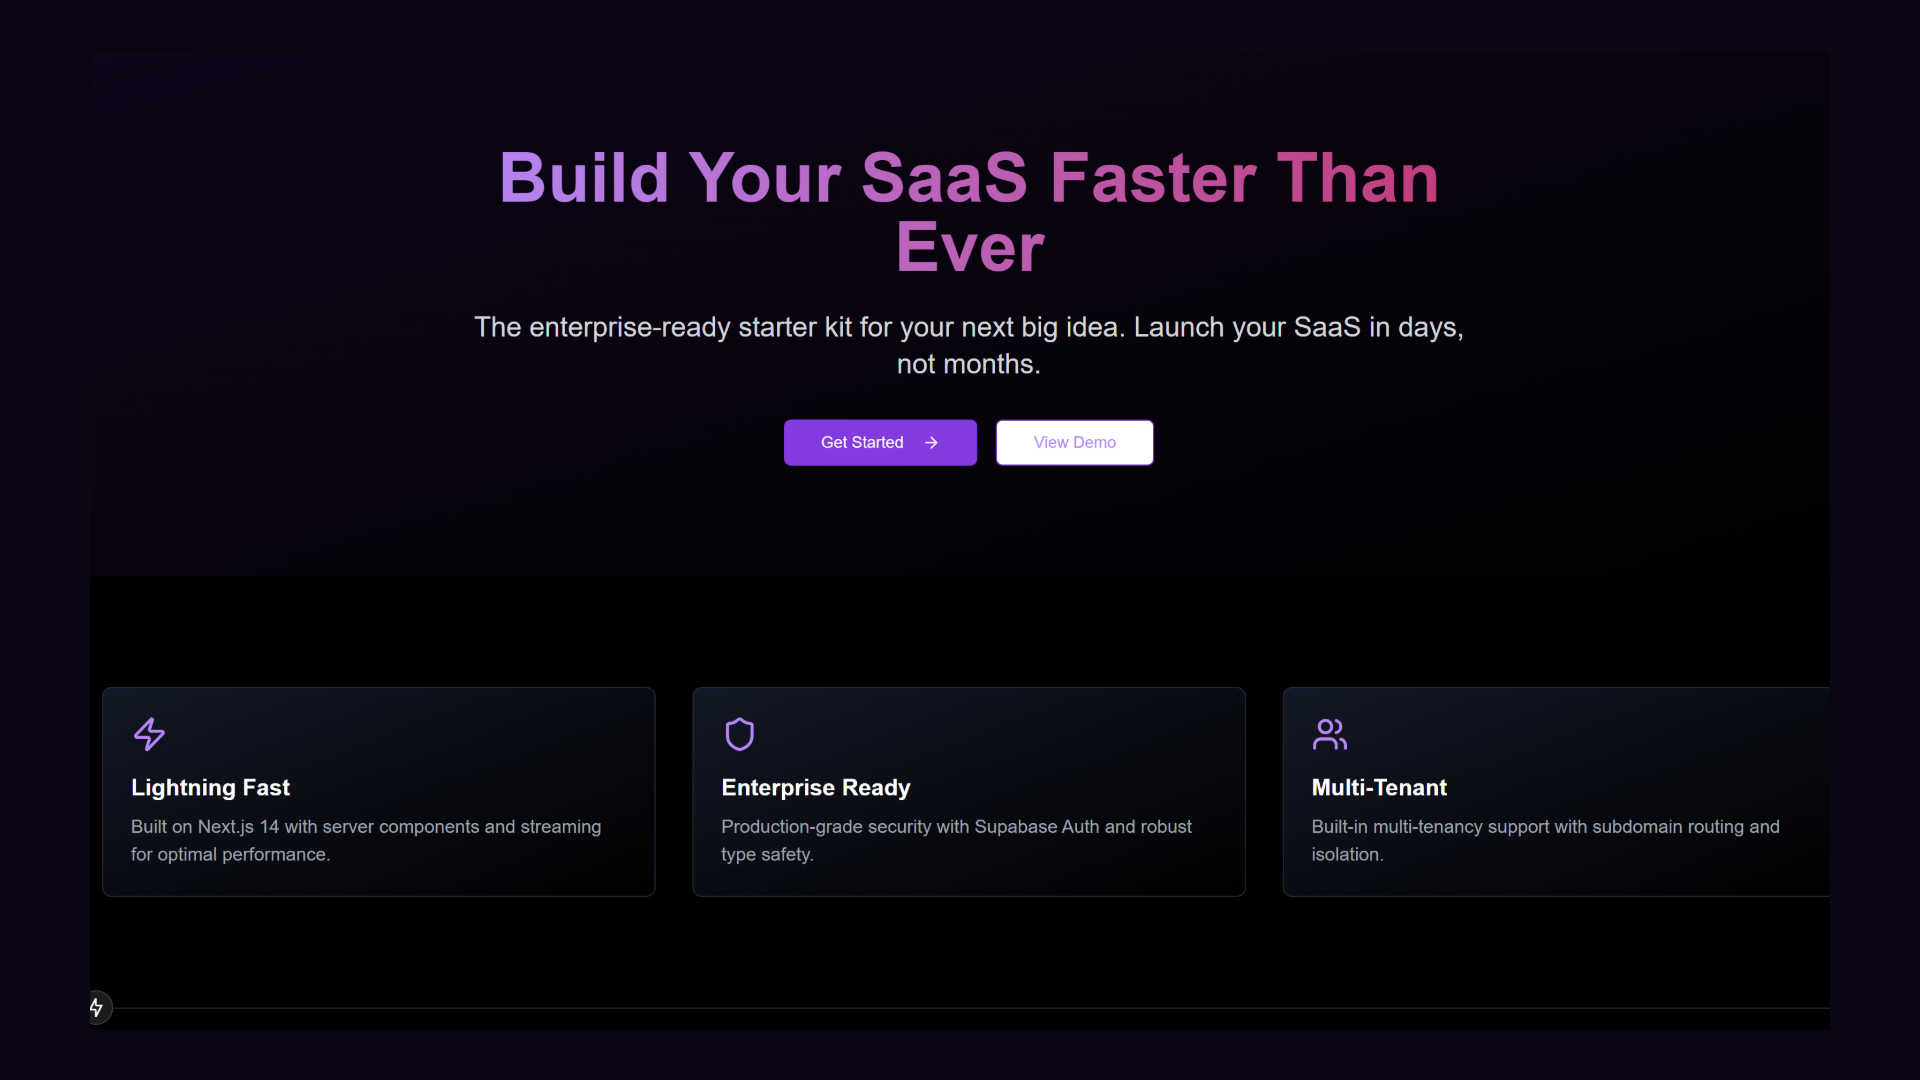 Build Your SaaS Faster Than
Ever
The enterprise-ready starter kit for your next big idea. Launch your SaaS in days,
not months.
Get Started
View Demo
Lightning Fast
Built on Next.js 14 with server components and streaming
for optimal performance.
Enterprise Ready
Production-grade security with Supabase Auth and robust
type safety.
Multi-Tenant
Built-in multi-tenancy support with subdomain routing and
isolation.